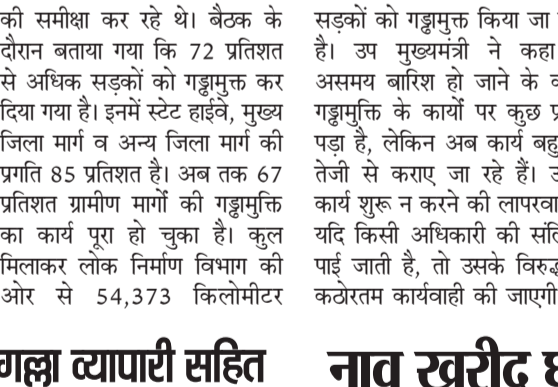 की समीक्षा कर रहे थे। बैठक के
दौरान बताया गया कि 72 प्रतिशत
से अधिक सड़कों को गड्ढामुक्त कर
दिया गया है। इनमें स्टेट हाईवे, मुख्य
जिला मार्ग व अन्य जिला मार्ग की
प्रगति 85 प्रतिशत है। अब तक 67
प्रतिशत ग्रामीण मार्गों की गड्ढामुक्ति
का कार्य पूरा हो चुका है। कुल
मिलाकर लोक निर्माण विभाग की
ओर से 54,373 किलोमीटर
सड़कों को गड्ढामुक्त किया जा
है। उप मुख्यमंत्री ने कहा
असमय बारिश हो जाने के
गड्ढामुक्ति के कार्यों पर कुछ
पड़ा है, लेकिन अब कार्य बहु
तेजी से कराए जा रहे हैं।
कार्य शुरू न करने की लापरवा
यदि किसी अधिकारी की
पाई जाती है, तो उसके
कठोरतम कार्यवाही की जाएगी
गल्ला व्यापारी सहित
नाव खरीद